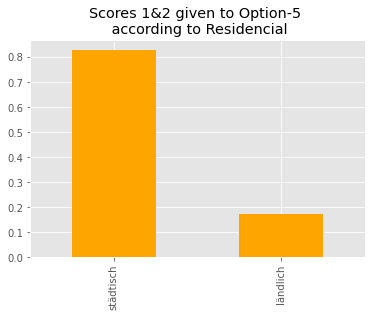 Scores 1&2 given to Option-5
according to Residencial
0.8
0.7
0.6
0.5
0.4
0.3
0.2
0.1
0.0
städtisch
ländlich